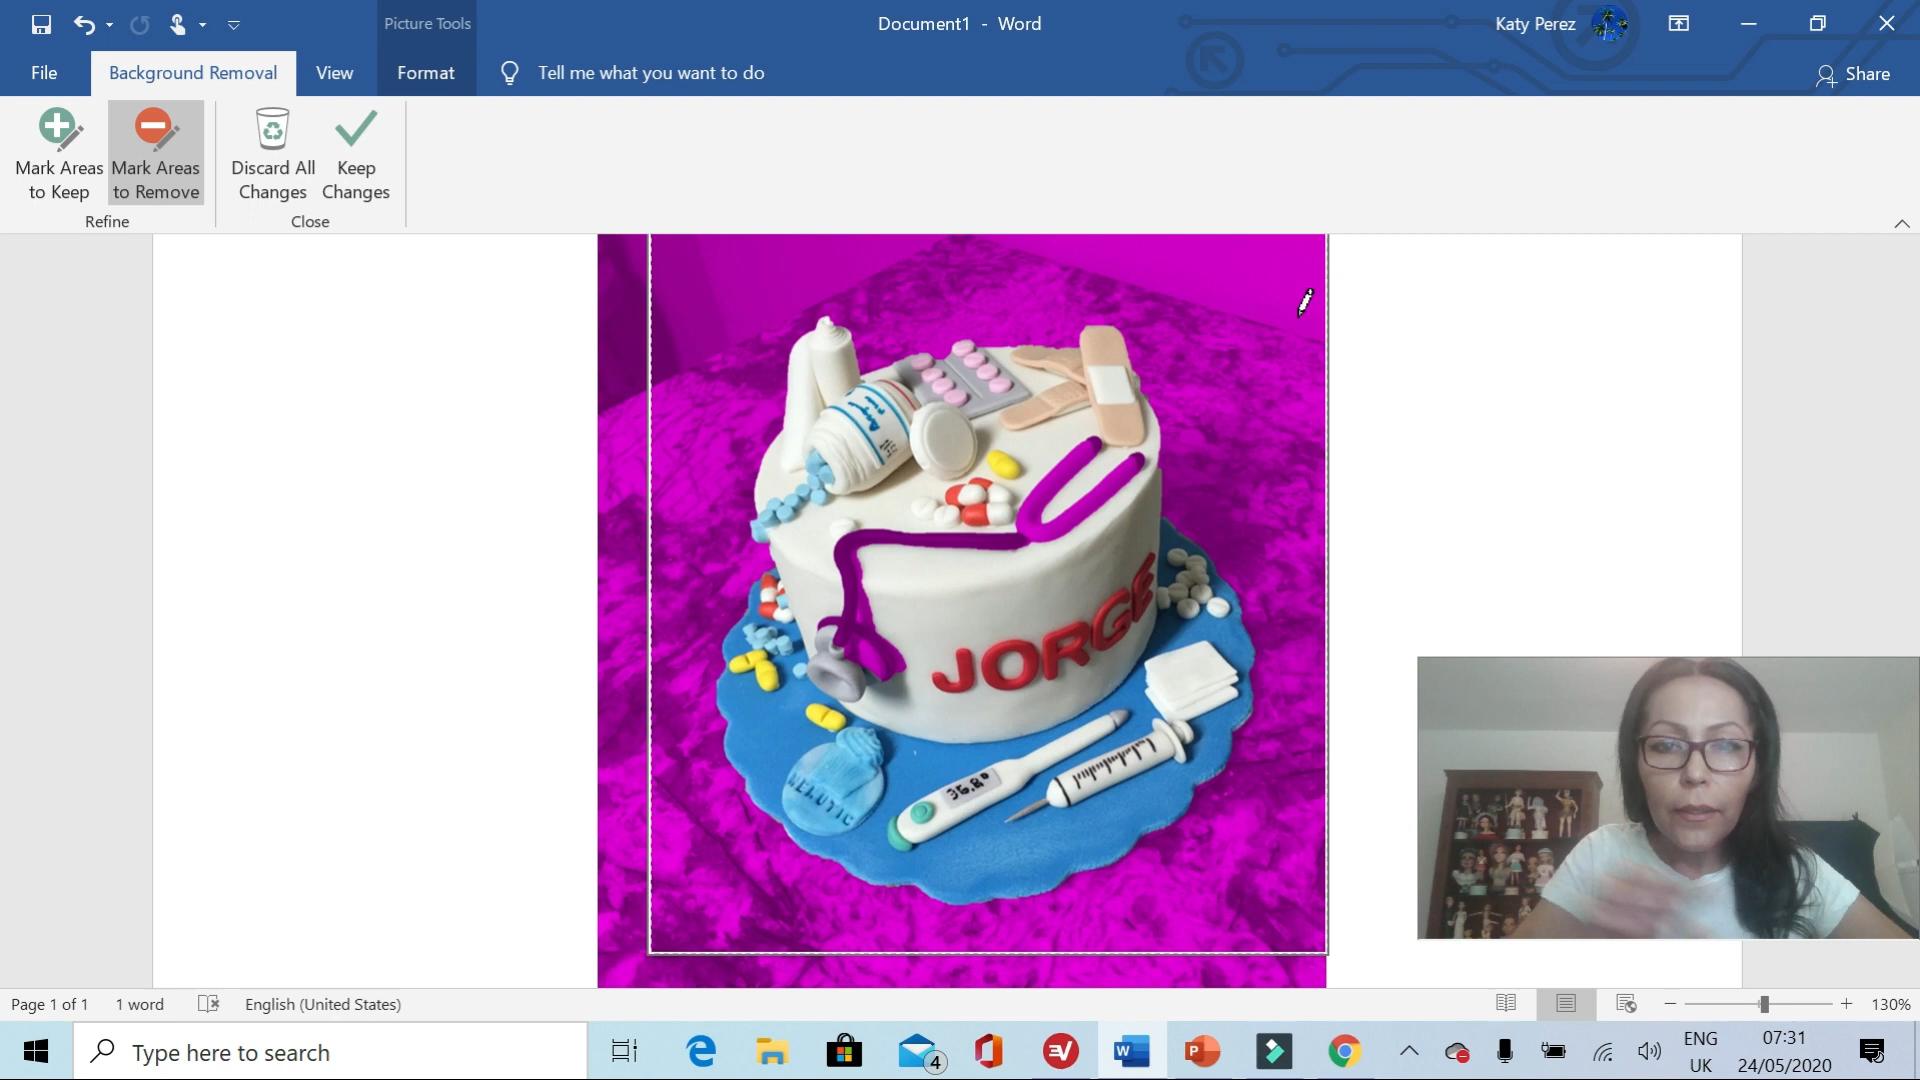 Picture Tools
Document1 - Word
Katy Perez
File
Background Removal
View
Format
Tell me what you want to do
Share
Mark Areas to Keep
Mark Areas to Remove
Discard All Changes
Keep Changes
Refine
Close
JORGE
36.8°
Page 1 of 1
1 word
English (United States)
130%
Type here to search
4
ENG
UK
07:31
24/05/2020